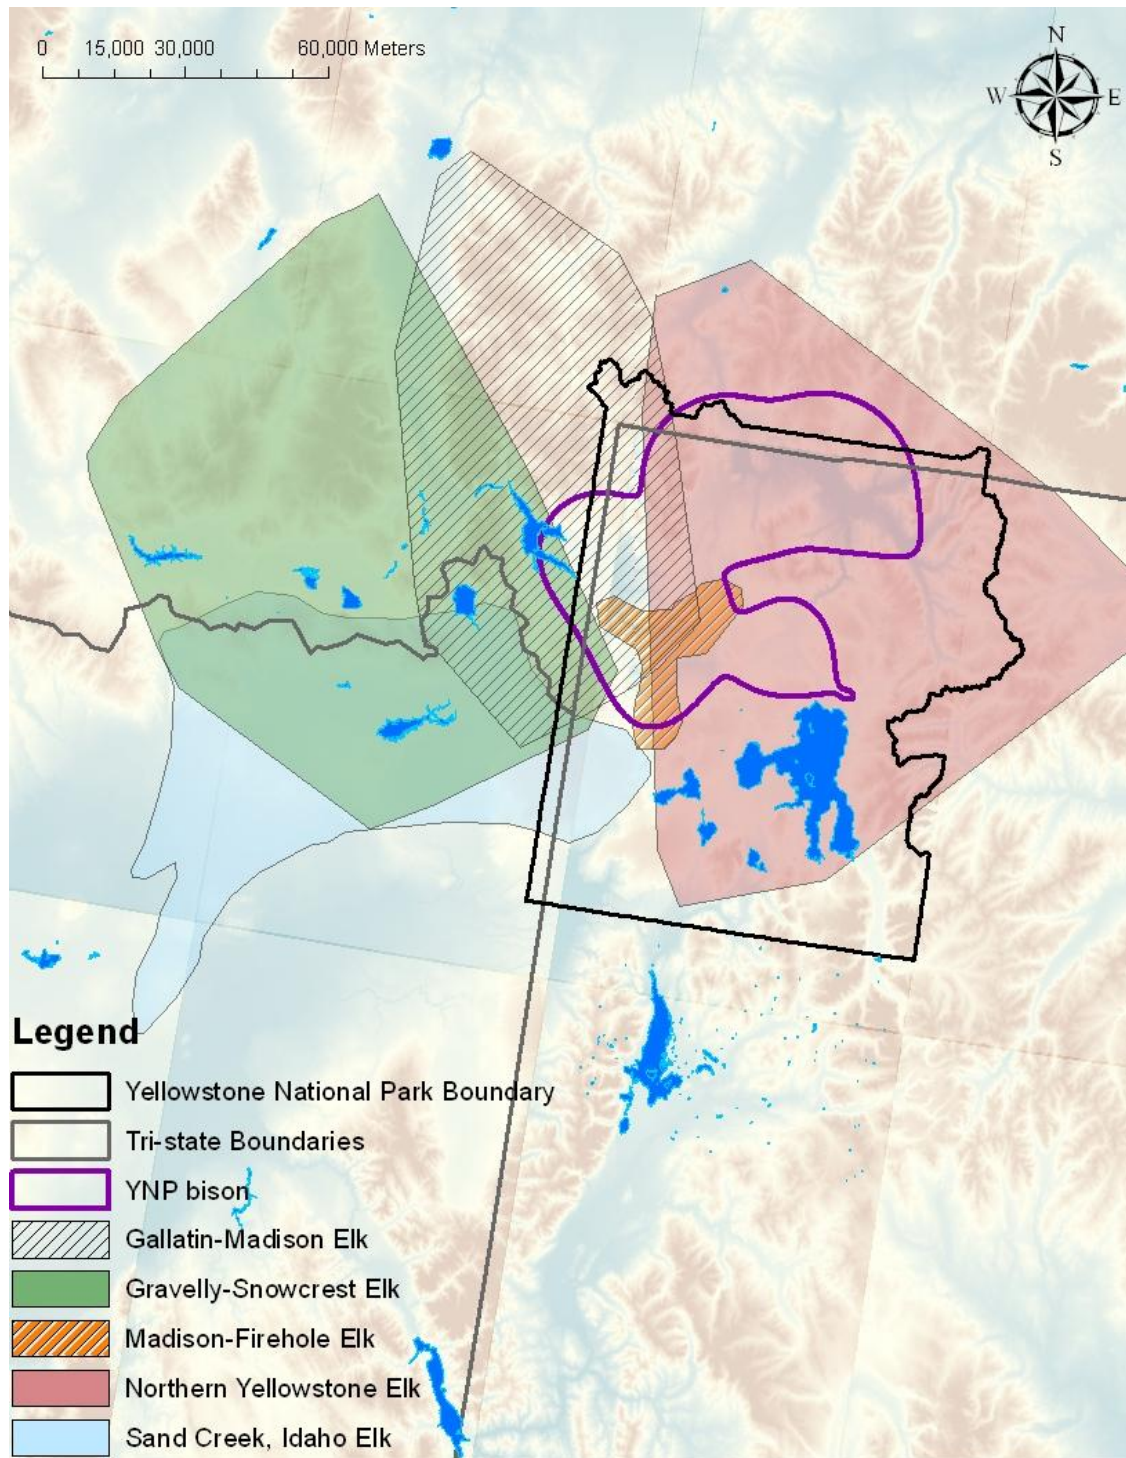 0 15,000 30,000 60,000 Meters
N
W E
S
Legend
Yellowstone National Park Boundary
Tri-state Boundaries
YNP bison
Gallatin-Madison Elk
Gravelly-Snowcrest Elk
Madison-Firehole Elk
Northern Yellowstone Elk
Sand Creek, Idaho Elk